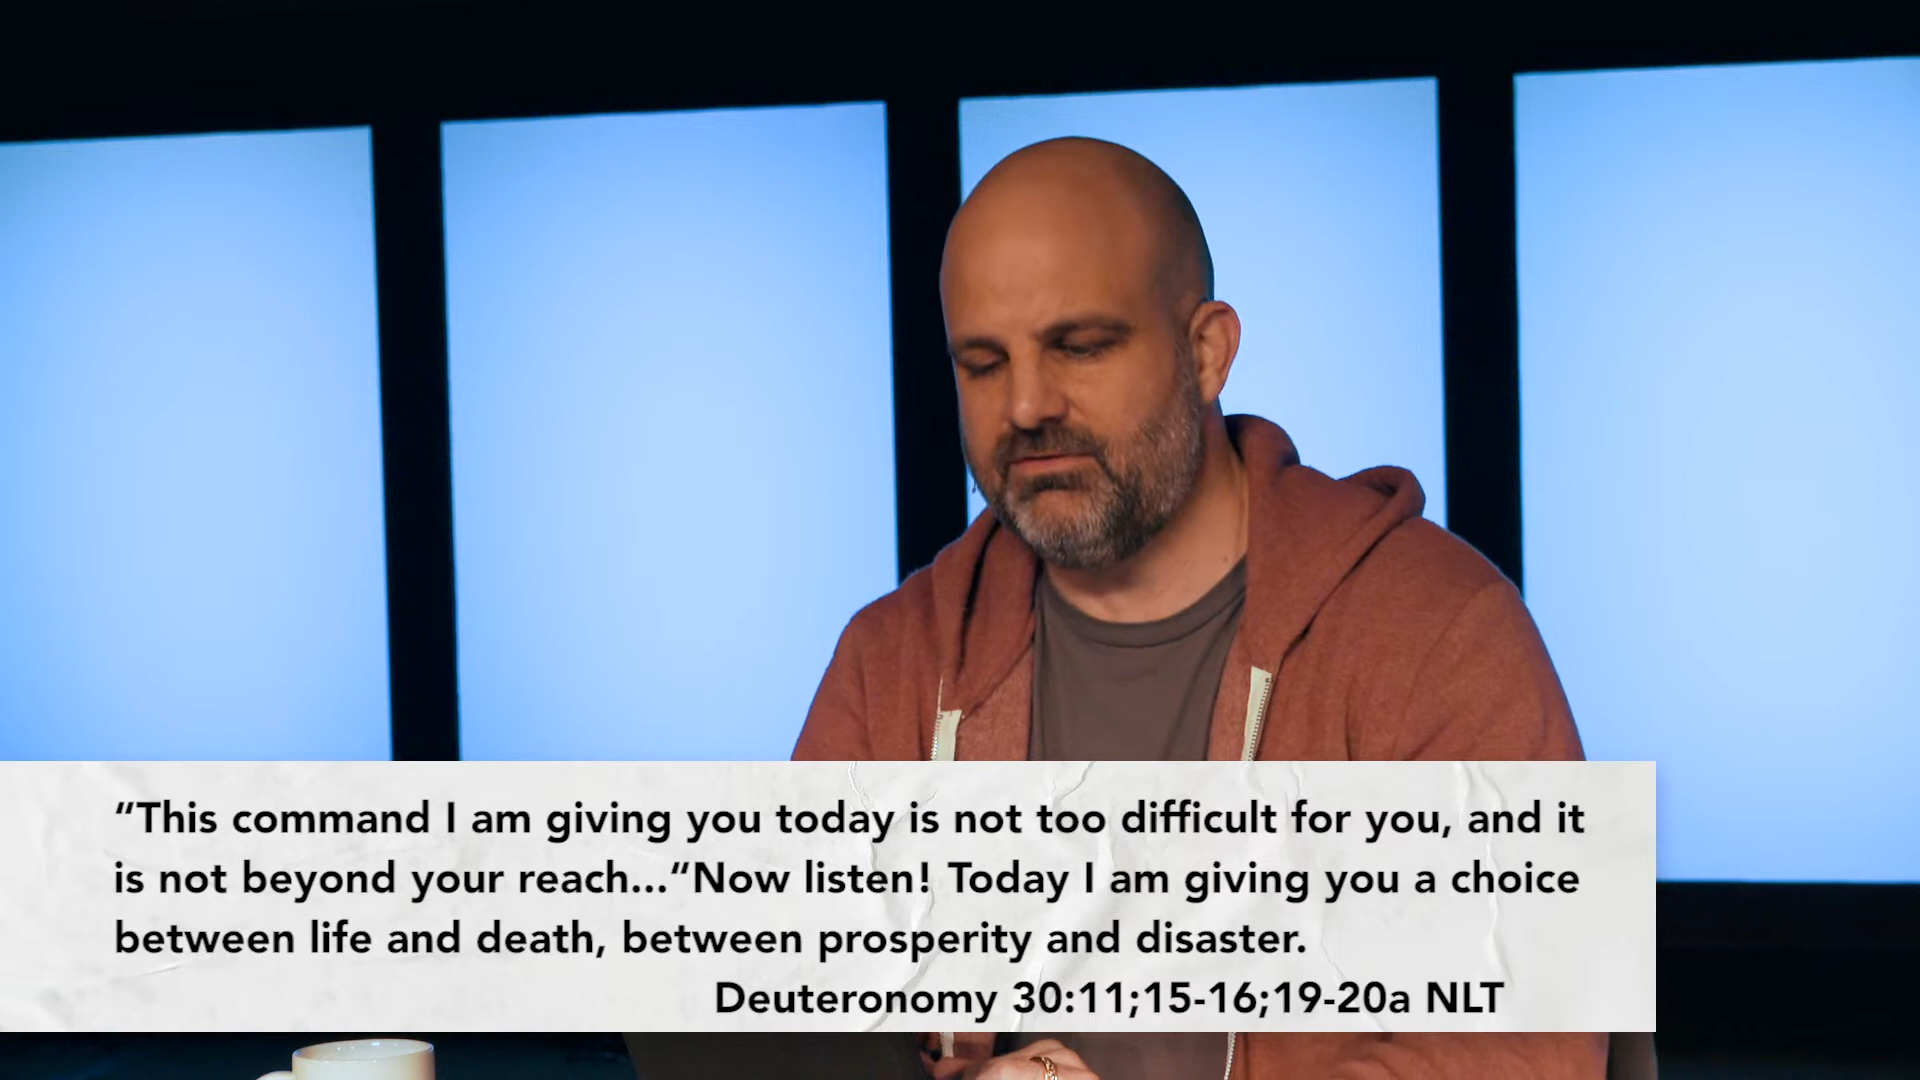 “This command I am giving you today is not too difficult for you, and it
is not beyond your reach...“Now listen! Today I am giving you a choice
between life and death, between prosperity and disaster.
Deuteronomy 30:11;15-16;19-20a NLT